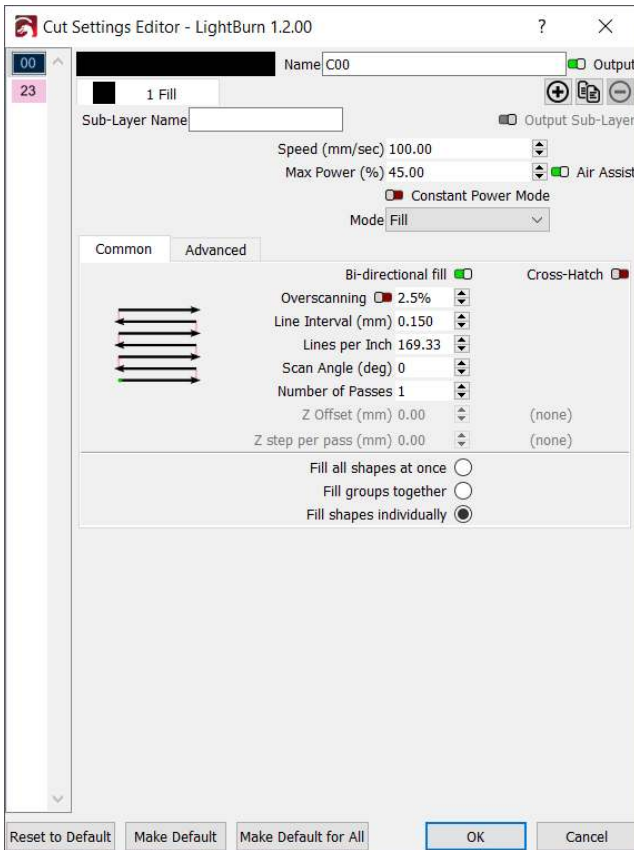 Cut Settings Editor - LightBurn 1.2.00 ?
00 Name C00 Output
23 1 Fill
Sub-Layer Name Output Sub-Layer
Speed (mm/sec) 100.00
Max Power (%) 45.00 Air Assist
Constant Power Mode
Mode Fill
Common Advanced
Bi-directional fill Cross-Hatch
Overscanning 2.5%
Line Interval (mm) 0.150
Lines per Inch 169.33
Scan Angle (deg) 0
Number of Passes 1
Z Offset (mm) 0.00 (none)
Z step per pass (mm) 0.00 (none)
Fill all shapes at once
Fill groups together
Fill shapes individually
Reset to Default Make Default Make Default for All OK Cancel